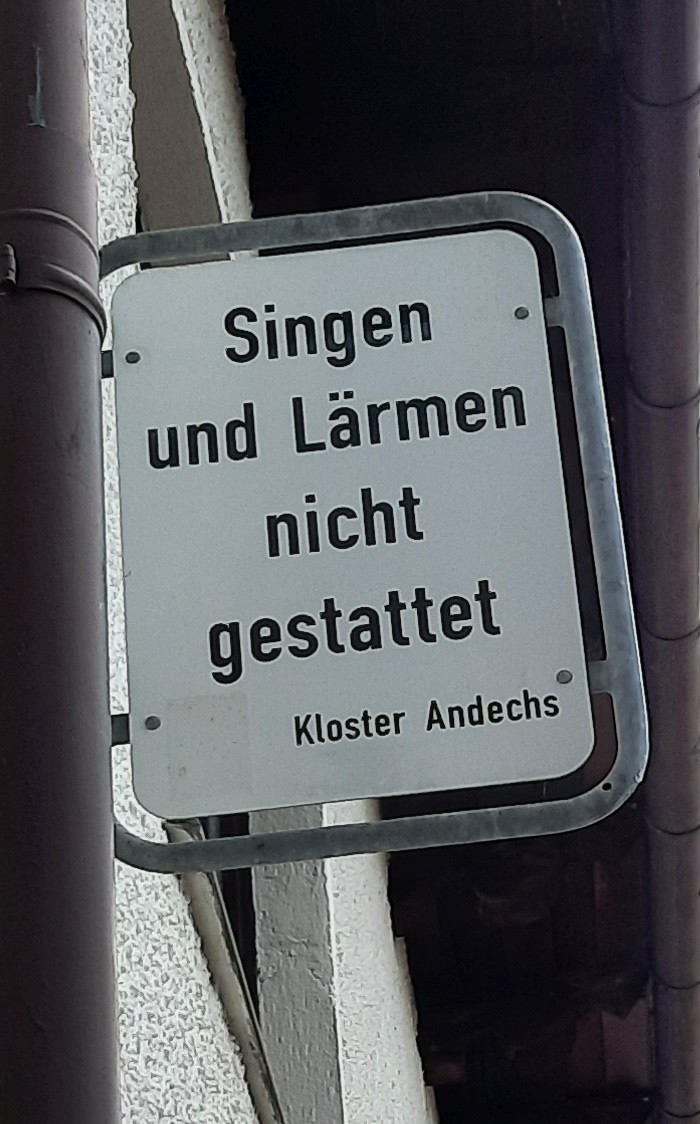 Singen
und Lärmen
nicht
gestattet
Kloster Andechs